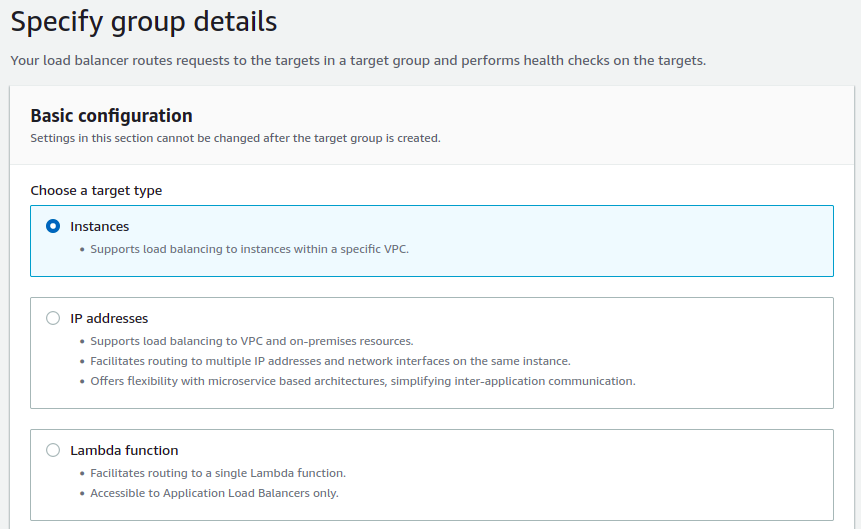 Specify group details
Your load balancer routes requests to the targets in a target group and performs health checks on the targets.
Basic configuration
Settings in this section cannot be changed after the target group is created.
Choose a target type
Instances
• Supports load balancing to instances within a specific VPC.
IP addresses
• Supports load balancing to VPC and on-premises resources.
• Facilitates routing to multiple IP addresses and network interfaces on the same instance.
• Offers flexibility with microservice based architectures, simplifying inter-application communication.
Lambda function
• Facilitates routing to a single Lambda function.
• Accessible to Application Load Balancers only.